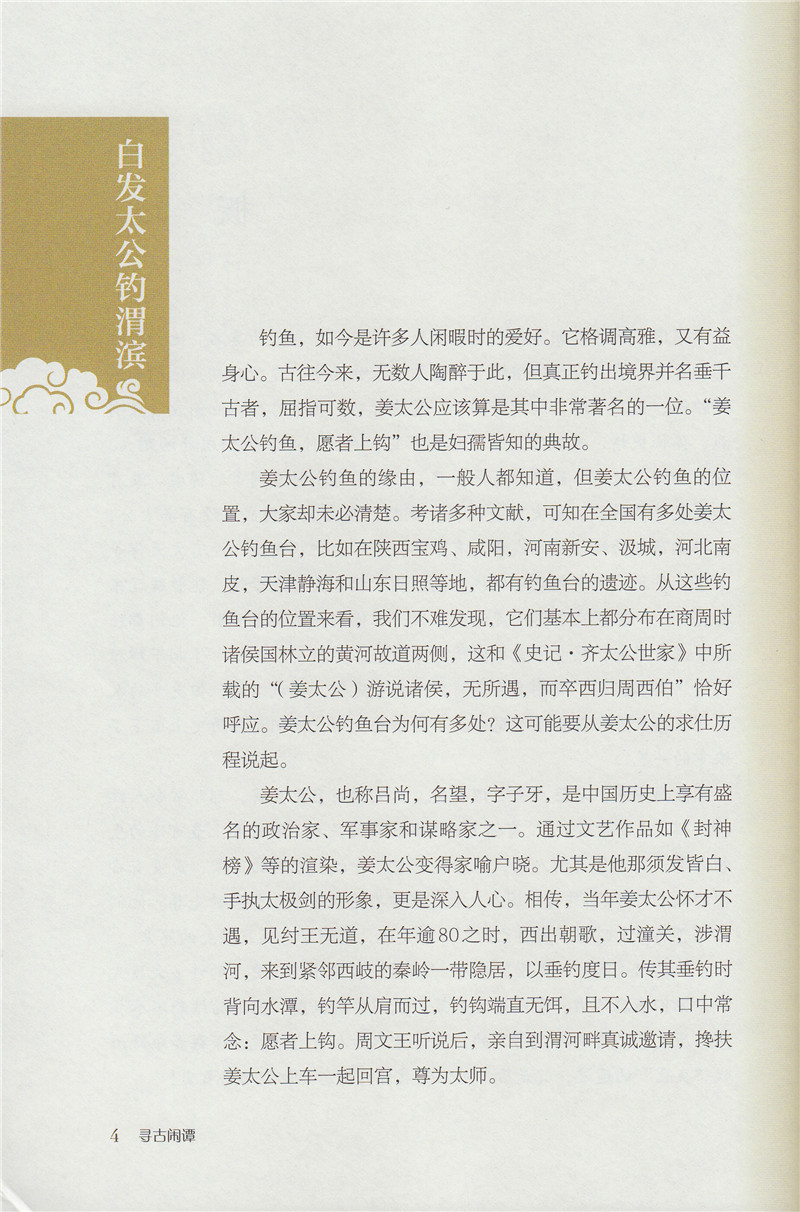 白发太公钓渭滨
钓鱼，如今是许多人闲暇时的爱好。它格调高雅，又有益
身心。古往今来，无数人陶醉于此，但真正钓出境界并名垂千
古者，屈指可数，姜太公应该算是其中非常著名的一位。“姜
太公钓鱼，愿者上钩”也是妇孺皆知的典故。
姜太公钓鱼的缘由，一般人都知道，但姜太公钓鱼的位
置，大家却未必清楚。考诸多种文献，可知在全国有多处姜太
公钓鱼台，比如在陕西宝鸡、咸阳，河南新安、汲城，河北南
皮，天津静海和山东日照等地，都有钓鱼台的遗迹。从这些钓
鱼台的位置来看，我们不难发现，它们基本上都分布在商周时
诸侯国林立的黄河故道两侧，这和《史记·齐太公世家》中所
载的“（姜太公）游说诸侯，无所遇，而卒西归周西伯”恰好
呼应。姜太公钓鱼台为何有多处？这可能要从姜太公的求仕历
程说起。
姜太公，也称吕尚，名望，字子牙，是中国历史上享有盛
名的政治家、军事家和谋略家之一。通过文艺作品如《封神
榜》等的渲染，姜太公变得家喻户晓。尤其是他那须发皆白、
手执太极剑的形象，更是深入人心。相传，当年姜太公怀才不
遇，见纣王无道，在年逾80之时，西出朝歌，过潼关，涉渭
河，来到紧邻西岐的秦岭一带隐居，以垂钓度日。传其垂钓时
背向水潭，钓竿从肩而过，钓钩端直无饵，且不入水，口中常
念：愿者上钩。周文王听说后，亲自到渭河畔真诚邀请，搀扶
姜太公上车一起回宫，尊为太师。
4 寻古闲谭